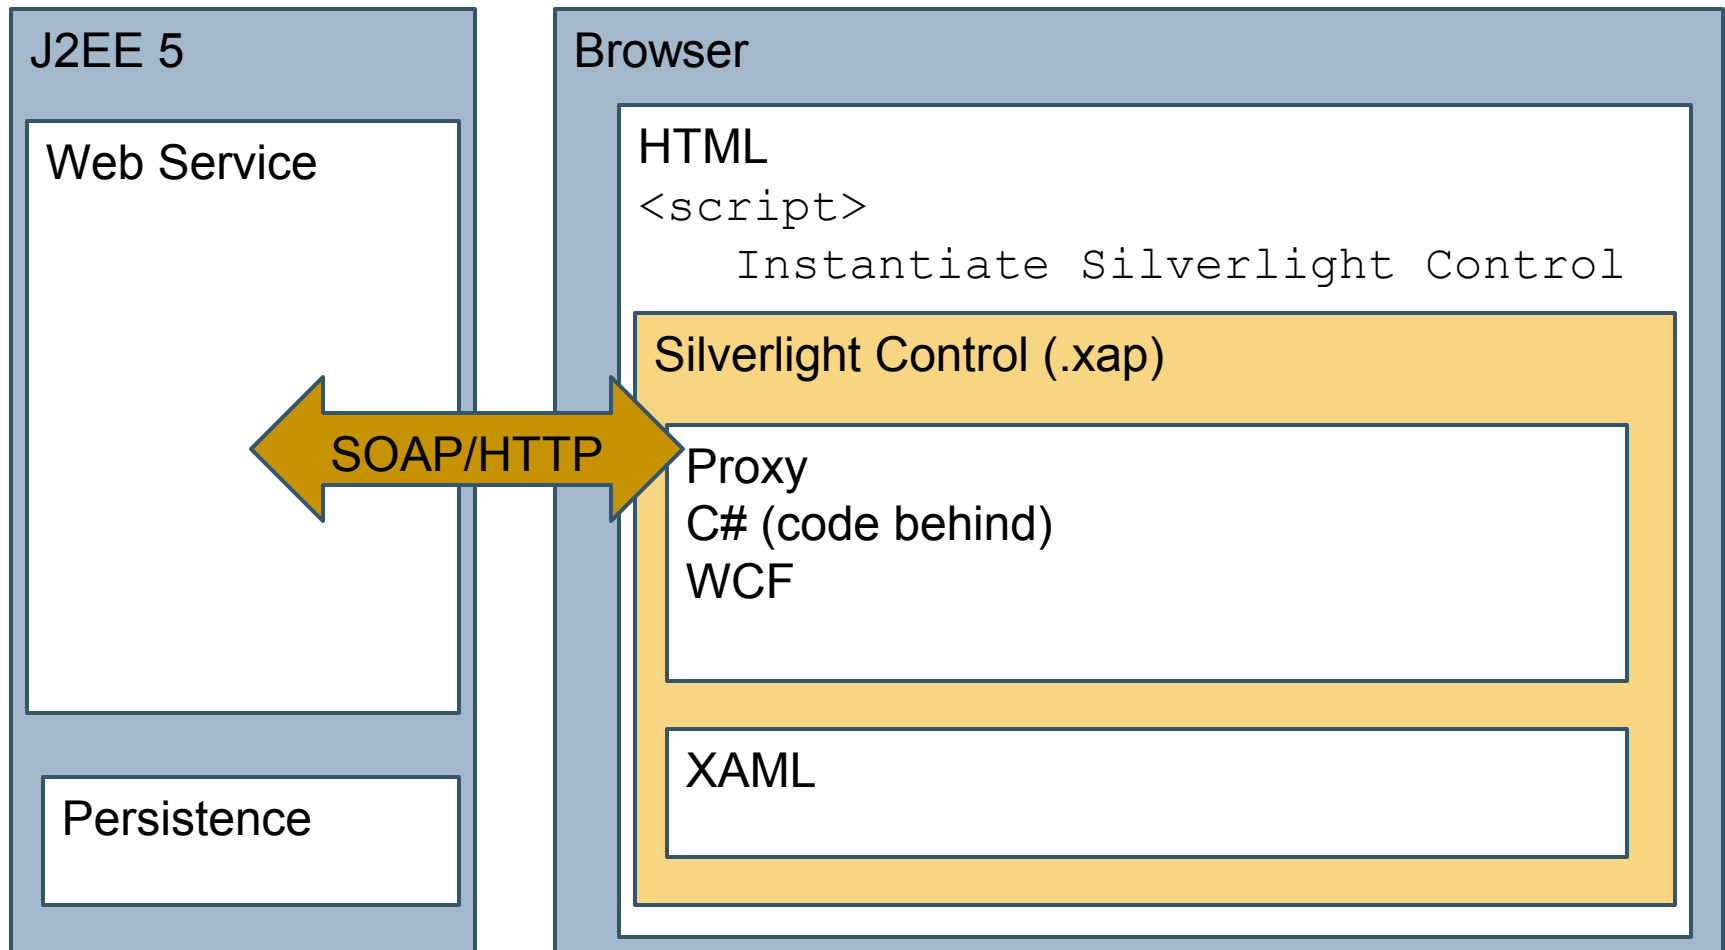 J2EE 5
Web Service
Persistence
SOAP/HTTP
Browser
HTML
<script>
Instantiate Silverlight Control
Silverlight Control (.xap)
Proxy
C# (code behind)
WCF
XAML